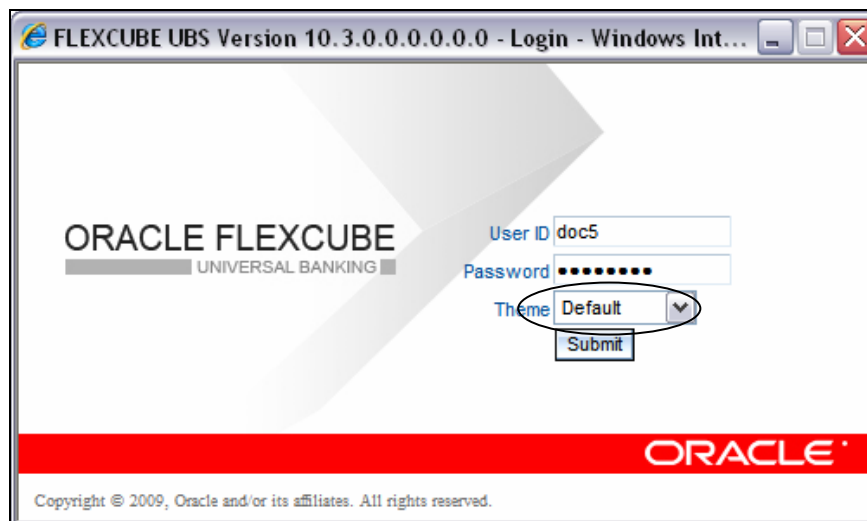 FLEXCUBE UBS Version 10.3.0.0.0.0.0.0 - Login - Windows Int...
ORACLE FLEXCUBE
UNIVERSAL BANKING
User ID doc5
Password ●●●●●●●●
Theme Default
Submit
ORACLE
Copyright © 2009, Oracle and/or its affiliates. All rights reserved.